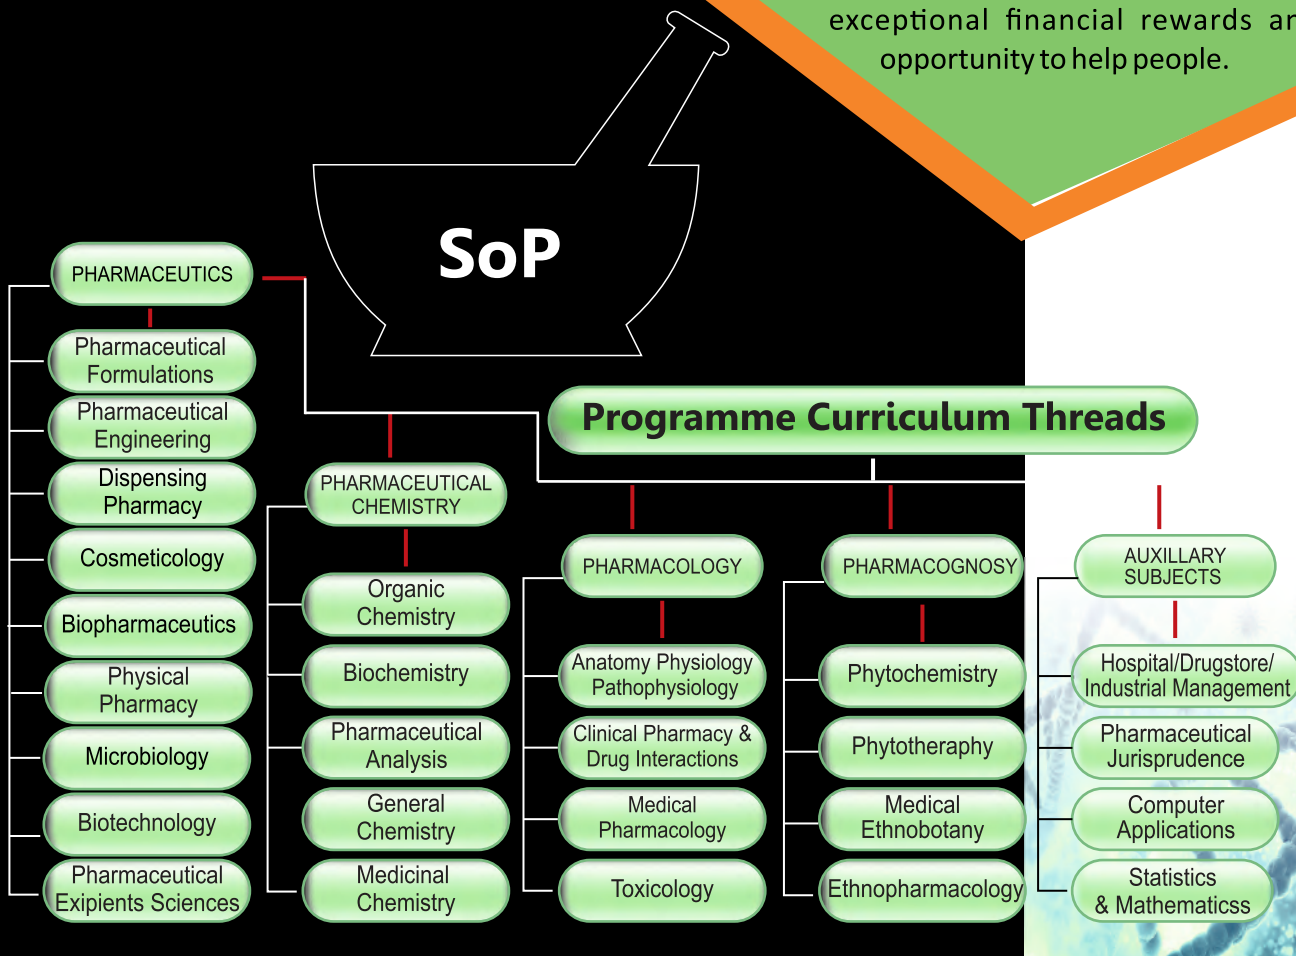 exceptional financial rewards an
opportunity to help people.
SoP
Programme Curriculum Threads
PHARMACEUTICS
Pharmaceutical
Formulations
Pharmaceutical
Engineering
Dispensing
Pharmacy
Cosmeticology
Biopharmaceutics
Physical
Pharmacy
Microbiology
Biotechnology
Pharmaceutical
Exipients Sciences
PHARMACEUTICAL
CHEMISTRY
Organic
Chemistry
Biochemistry
Pharmaceutical
Analysis
General
Chemistry
Medicinal
Chemistry
PHARMACOLOGY
Anatomy Physiology
Pathophysiology
Clinical Pharmacy &
Drug Interactions
Medical
Pharmacology
Toxicology
PHARMACOGNOSY
Phytochemistry
Phytotheraphy
Medical
Ethnobotany
Ethnopharmacology
AUXILLARY
SUBJECTS
Hospital/Drugstore/
Industrial Management
Pharmaceutical
Jurisprudence
Computer
Applications
Statistics
& Mathematicss